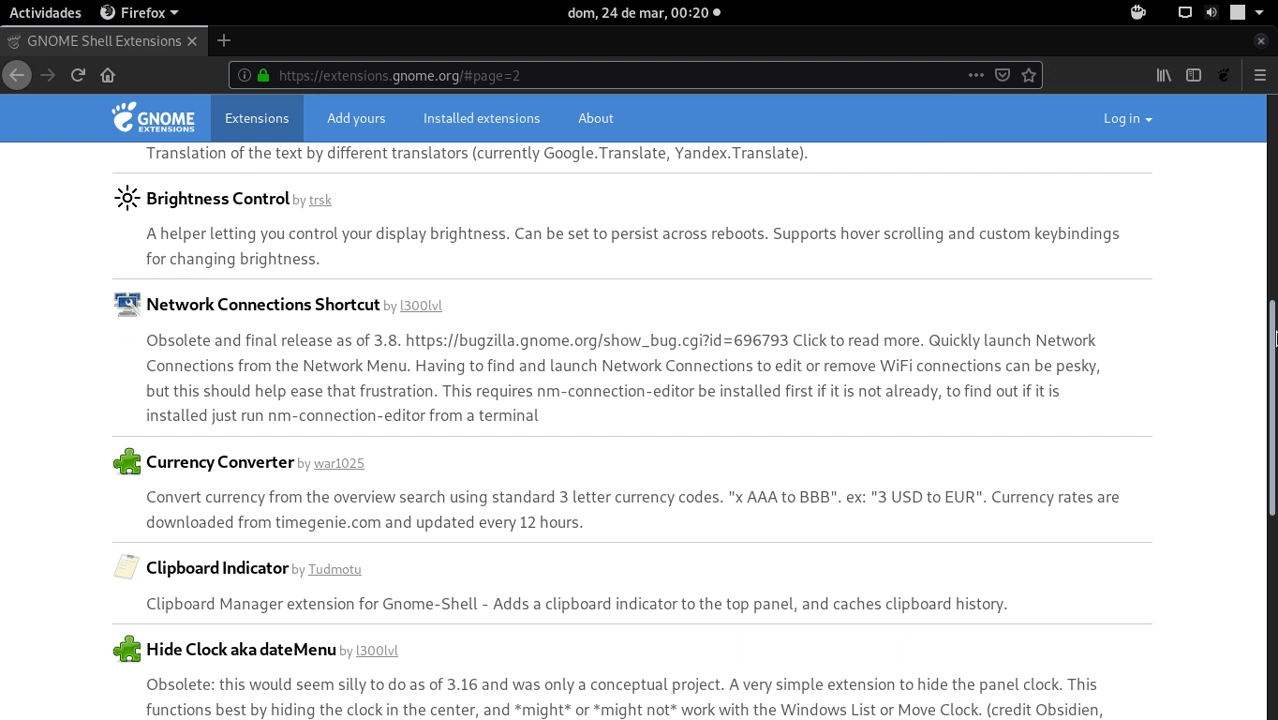 Actividades Firefox dom, 24 de mar, 00:20
GNOME Shell Extensions
https://extensions.gnome.org/#page=2
GNOME EXTENSIONS Extensions Add yours Installed extensions About Log in
Translation of the text by different translators (currently Google.Translate, Yandex.Translate).
Brightness Control by trsk
A helper letting you control your display brightness. Can be set to persist across reboots. Supports hover scrolling and custom keybindings
for changing brightness.
Network Connections Shortcut by l300lvl
Obsolete and final release as of 3.8. https://bugzilla.gnome.org/show_bug.cgi?id=696793 Click to read more. Quickly launch Network
Connections from the Network Menu. Having to find and launch Network Connections to edit or remove WiFi connections can be pesky,
but this should help ease that frustration. This requires nm-connection-editor be installed first if it is not already, to find out if it is
installed just run nm-connection-editor from a terminal
Currency Converter by war1025
Convert currency from the overview search using standard 3 letter currency codes. "x AAA to BBB". ex: "3 USD to EUR". Currency rates are
downloaded from timegenie.com and updated every 12 hours.
Clipboard Indicator by Tudmotu
Clipboard Manager extension for Gnome-Shell - Adds a clipboard indicator to the top panel, and caches clipboard history.
Hide Clock aka dateMenu by l300lvl
Obsolete: this would seem silly to do as of 3.16 and was only a conceptual project. A very simple extension to hide the panel clock. This
functions best by hiding the clock in the center, and *might* or *might not* work with the Windows List or Move Clock. (credit Obsidien,